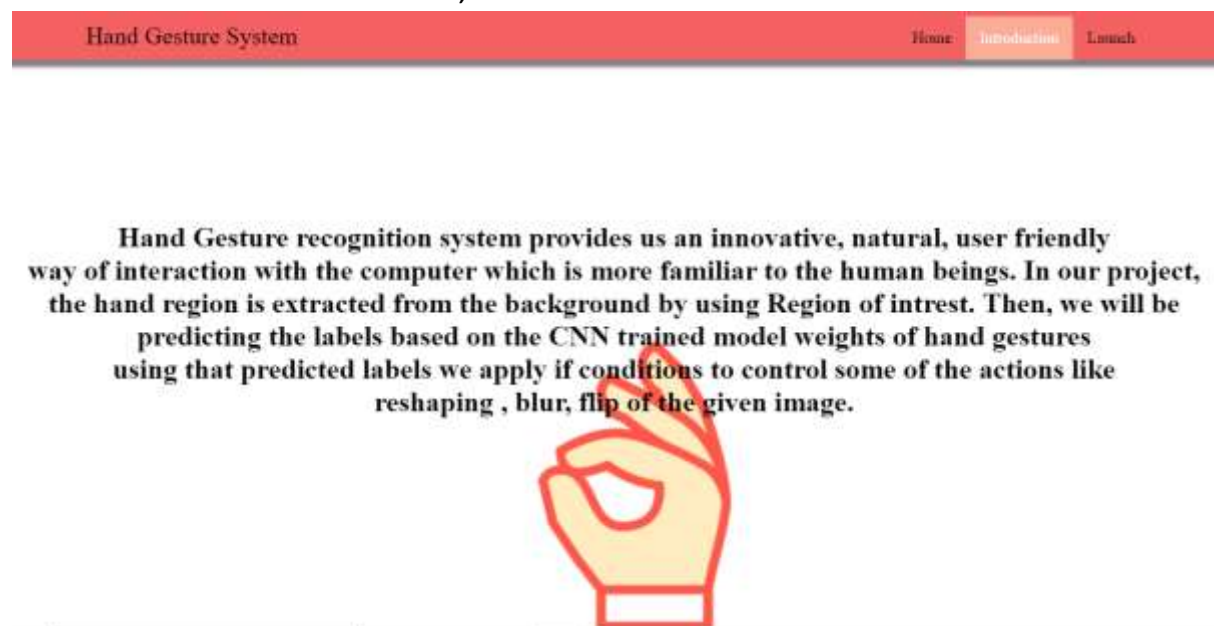 Hand Gesture System Home Introduction Launch
Hand Gesture recognition system provides us an innovative, natural, user friendly
way of interaction with the computer which is more familiar to the human beings. In our project,
the hand region is extracted from the background by using Region of intrest. Then, we will be
predicting the labels based on the CNN trained model weights of hand gestures
using that predicted labels we apply if conditions to control some of the actions like
reshaping , blur, flip of the given image.